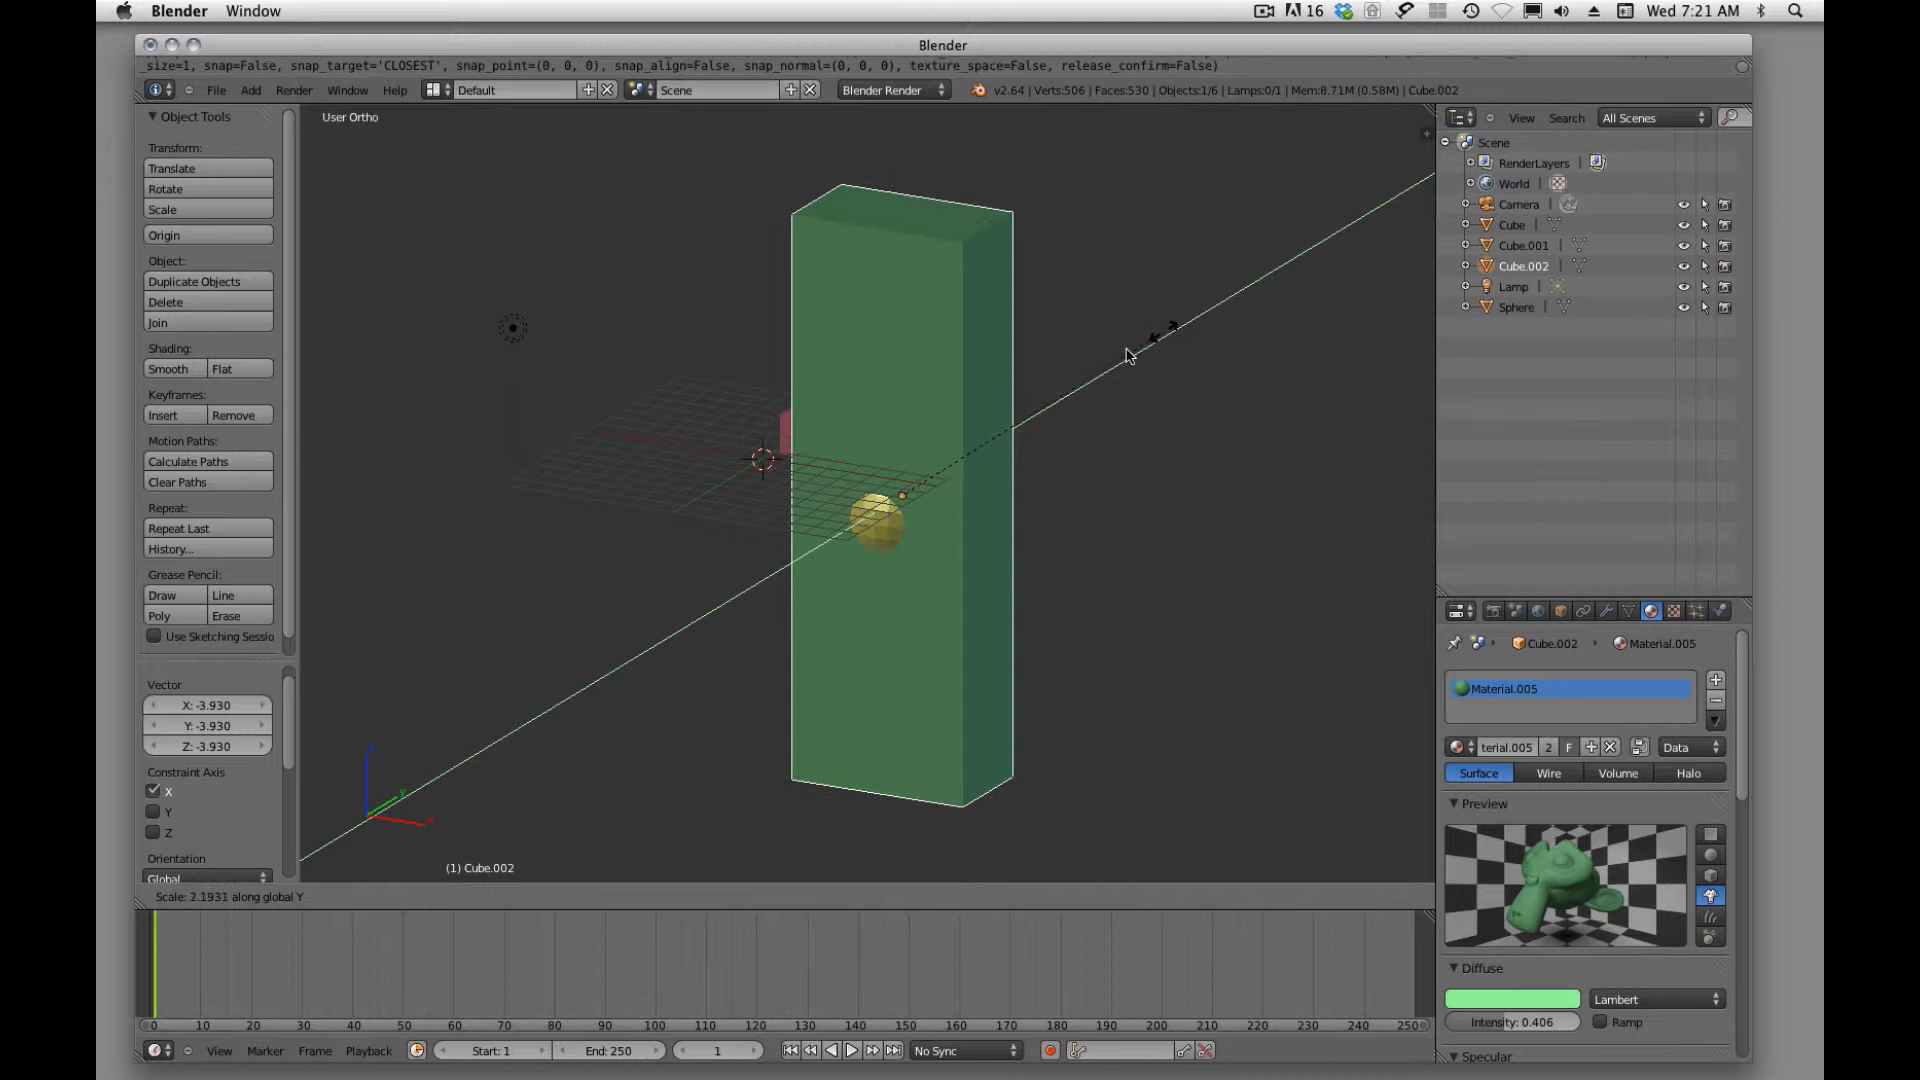 Blender Window
16
Wed 7:21 AM
Blender
_size=1, snap=False, snap_target='CLOSEST', snap_point=(0, 0, 0), snap_align=False, snap_normal=(0, 0, 0), texture_space=False, release_confirm=False)
File Add Render Window Help Default Scene Blender Render v2.64 | Verts:506 | Faces:530 | Objects:1/6 | Lamps:0/1 | Mem:8.71M (0.58M) | Cube.002
Object Tools
Transform:
Translate
Rotate
Scale
Origin
Object:
Duplicate Objects
Delete
Join
Shading:
Smooth Flat
Keyframes:
Insert Remove
Motion Paths:
Calculate Paths
Clear Paths
Repeat:
Repeat Last
History...
Grease Pencil:
Draw Line
Poly Erase
Use Sketching Sessio
Vector
X: -3.930
Y: -3.930
Z: -3.930
Constraint Axis
X
Y
Z
Orientation
Global
User Ortho
(1) Cube.002
Scale: 2.1931 along global Y
View Search All Scenes
Scene
RenderLayers
World
Camera
Cube
Cube.001
Cube.002
Lamp
Sphere
Cube.002 Material.005
Material.005
terial.005 2 F Data
Surface Wire Volume Halo
Preview
Diffuse
Lambert
Intensity: 0.406 Ramp
Specular
0 10 20 30 40 50 60 70 80 90 100 110 120 130 140 150 160 170 180 190 200 210 220 230 240 250
View Marker Frame Playback Start: 1 End: 250 1 No Sync